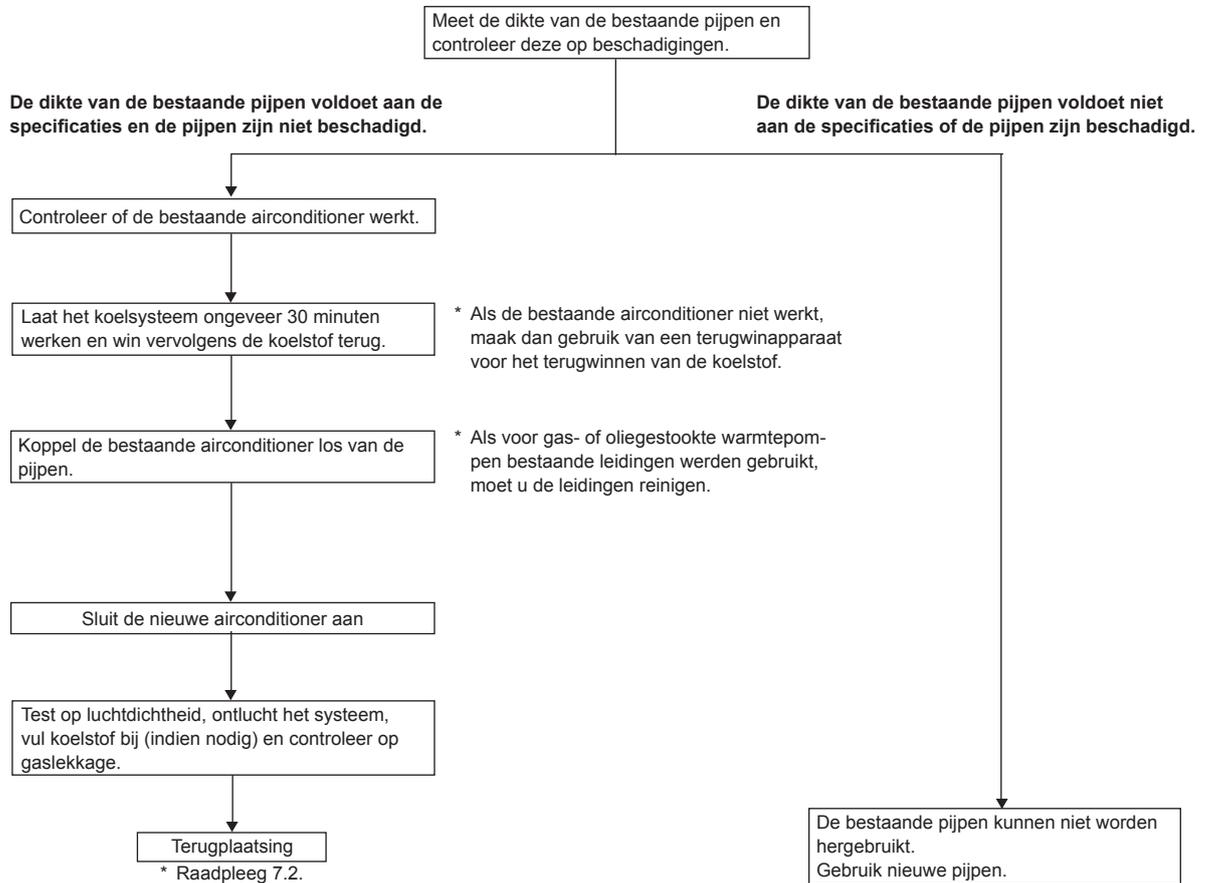 Meet de dikte van de bestaande pijpen en
controleer deze op beschadigingen.
De dikte van de bestaande pijpen voldoet aan de
specificaties en de pijpen zijn niet beschadigd.
De dikte van de bestaande pijpen voldoet niet
aan de specificaties of de pijpen zijn beschadigd.
Controleer of de bestaande airconditioner werkt.
Laat het koelsysteem ongeveer 30 minuten
werken en win vervolgens de koelstof terug.
* Als de bestaande airconditioner niet werkt,
maak dan gebruik van een terugwinapparaat
voor het terugwinnen van de koelstof.
Koppel de bestaande airconditioner los van de
pijpen.
* Als voor gas- of oliegestookte warmtepom-
pen bestaande leidingen werden gebruikt,
moet u de leidingen reinigen.
Sluit de nieuwe airconditioner aan
Test op luchtdichtheid, ontlucht het systeem,
vul koelstof bij (indien nodig) en controleer op
gaslekkage.
Terugplaatsing
* Raadpleeg 7.2.
De bestaande pijpen kunnen niet worden
hergebruikt.
Gebruik nieuwe pijpen.